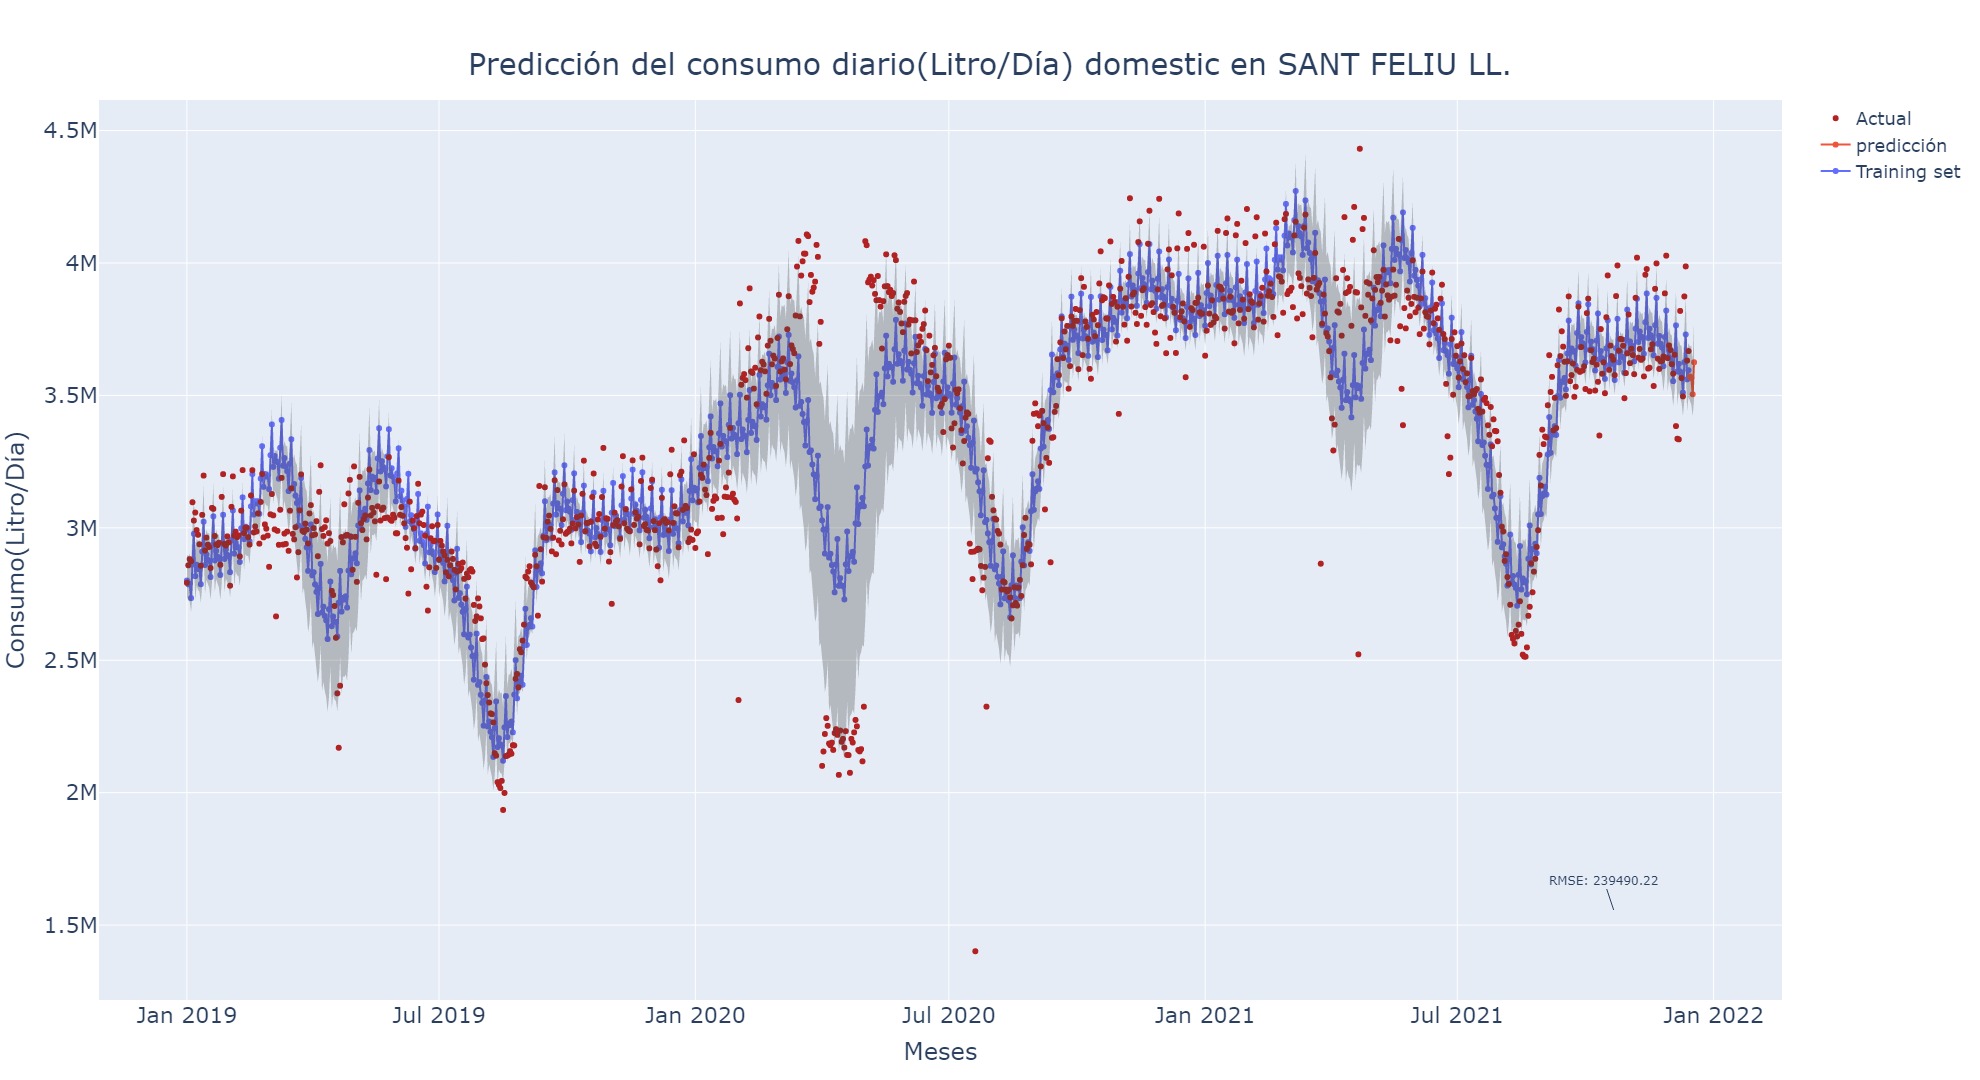 Predicción del consumo diario(Litro/Día) domestic en SANT FELIU LL.
Actual
predicción
Training set
Consumo(Litro/Día)
4.5M
4M
3.5M
3M
2.5M
2M
1.5M
RMSE: 239490.22
Jan 2019
Jul 2019
Jan 2020
Jul 2020
Jan 2021
Jul 2021
Jan 2022
Meses